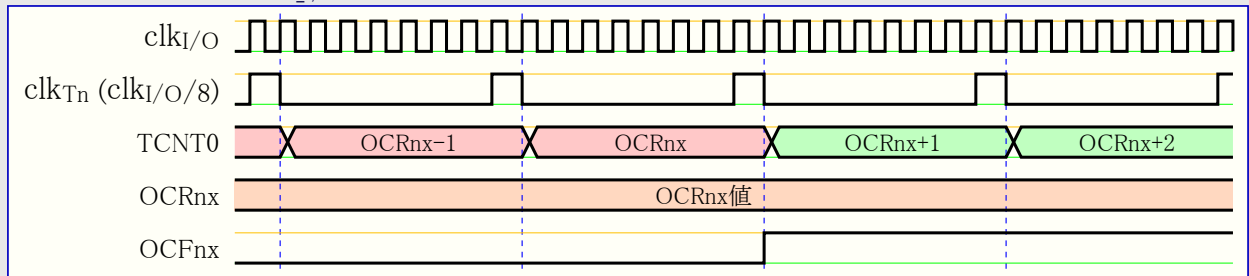 clkI/O
clkTn (clkI/O/8)
TCNT0 OCRnx-1 OCRnx OCRnx+1 OCRnx+2
OCRnx OCRnx値
OCFnx